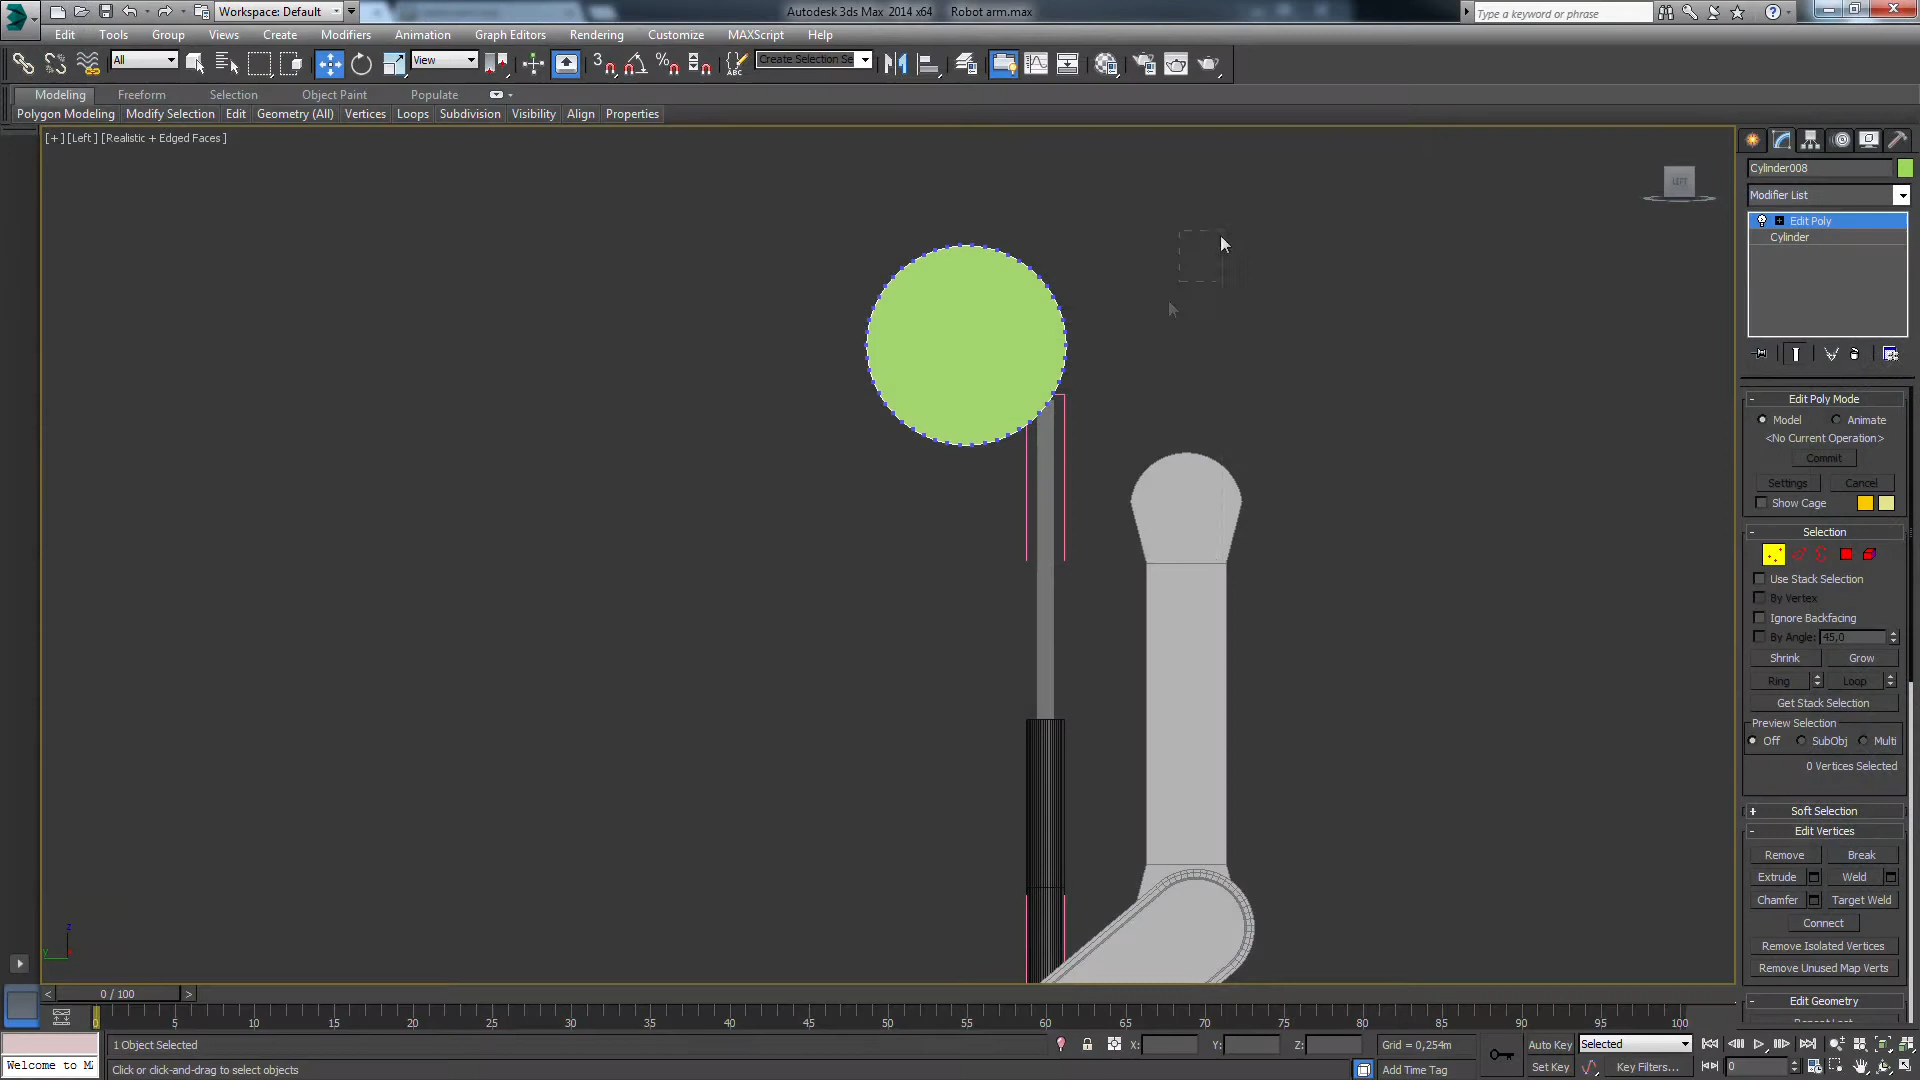 Workspace: Default
Autodesk 3ds Max 2014 x64 Robot arm.max
Type a keyword or phrase
Edit Tools Group Views Create Modifiers Animation Graph Editors Rendering Customize MAXScript Help
All View 3 Create Selection Se
Modeling Freeform Selection Object Paint Populate
Polygon Modeling Modify Selection Edit Geometry (All) Vertices Loops Subdivision Visibility Align Properties
[+] [Left] [Realistic + Edged Faces]
LEFT
Cylinder008
Modifier List
Edit Poly
Cylinder
- Edit Poly Mode
Model Animate
<No Current Operation>
Commit
Settings Cancel
Show Cage
- Selection
Use Stack Selection
By Vertex
Ignore Backfacing
By Angle: 45,0
Shrink Grow
Ring Loop
Get Stack Selection
Preview Selection
Off SubObj Multi
0 Vertices Selected
+ Soft Selection
- Edit Vertices
Remove Break
Extrude Weld
Chamfer Target Weld
Connect
Remove Isolated Vertices
Remove Unused Map Verts
- Edit Geometry
z
y
< 0 / 100 >
0 5 10 15 20 25 30 35 40 45 50 55 60 65 70 75 80 85 90 95 100
1 Object Selected X: Y: Z: Grid = 0,254m Auto Key Selected
Welcome to M
Click or click-and-drag to select objects Add Time Tag Set Key Key Filters... 0